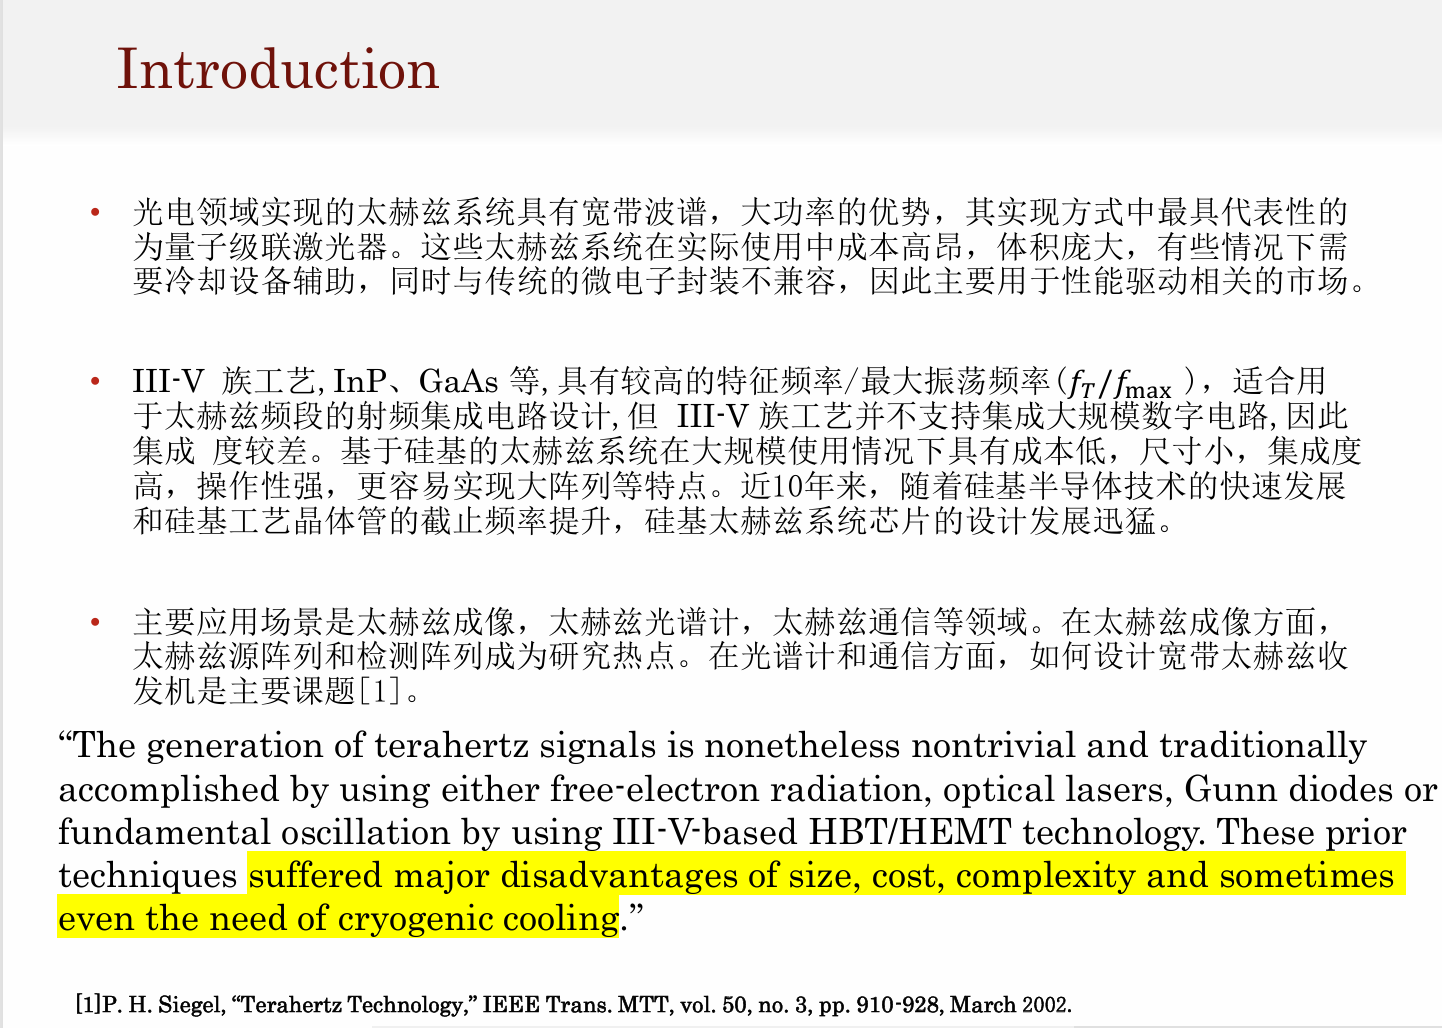 Introduction
• 光电领域实现的太赫兹系统具有宽带波谱，大功率的优势，其实现方式中最具代表性的
为量子级联激光器。这些太赫兹系统在实际使用中成本高昂，体积庞大，有些情况下需
要冷却设备辅助，同时与传统的微电子封装不兼容，因此主要用于性能驱动相关的市场。
• III-V 族工艺,InP、GaAs 等,具有较高的特征频率/最大振荡频率(f_T/f_max )，适合用
于太赫兹频段的射频集成电路设计,但 III-V 族工艺并不支持集成大规模数字电路,因此
集成 度较差。基于硅基的太赫兹系统在大规模使用情况下具有成本低，尺寸小，集成度
高，操作性强，更容易实现大阵列等特点。近10年来，随着硅基半导体技术的快速发展
和硅基工艺晶体管的截止频率提升，硅基太赫兹系统芯片的设计发展迅猛。
• 主要应用场景是太赫兹成像，太赫兹光谱计，太赫兹通信等领域。在太赫兹成像方面，
太赫兹源阵列和检测阵列成为研究热点。在光谱计和通信方面，如何设计宽带太赫兹收
发机是主要课题[1]。
“The generation of terahertz signals is nonetheless nontrivial and traditionally
accomplished by using either free-electron radiation, optical lasers, Gunn diodes or
fundamental oscillation by using III-V-based HBT/HEMT technology. These prior
techniques suffered major disadvantages of size, cost, complexity and sometimes
even the need of cryogenic cooling.”
[1]P. H. Siegel, “Terahertz Technology,” IEEE Trans. MTT, vol. 50, no. 3, pp. 910-928, March 2002.